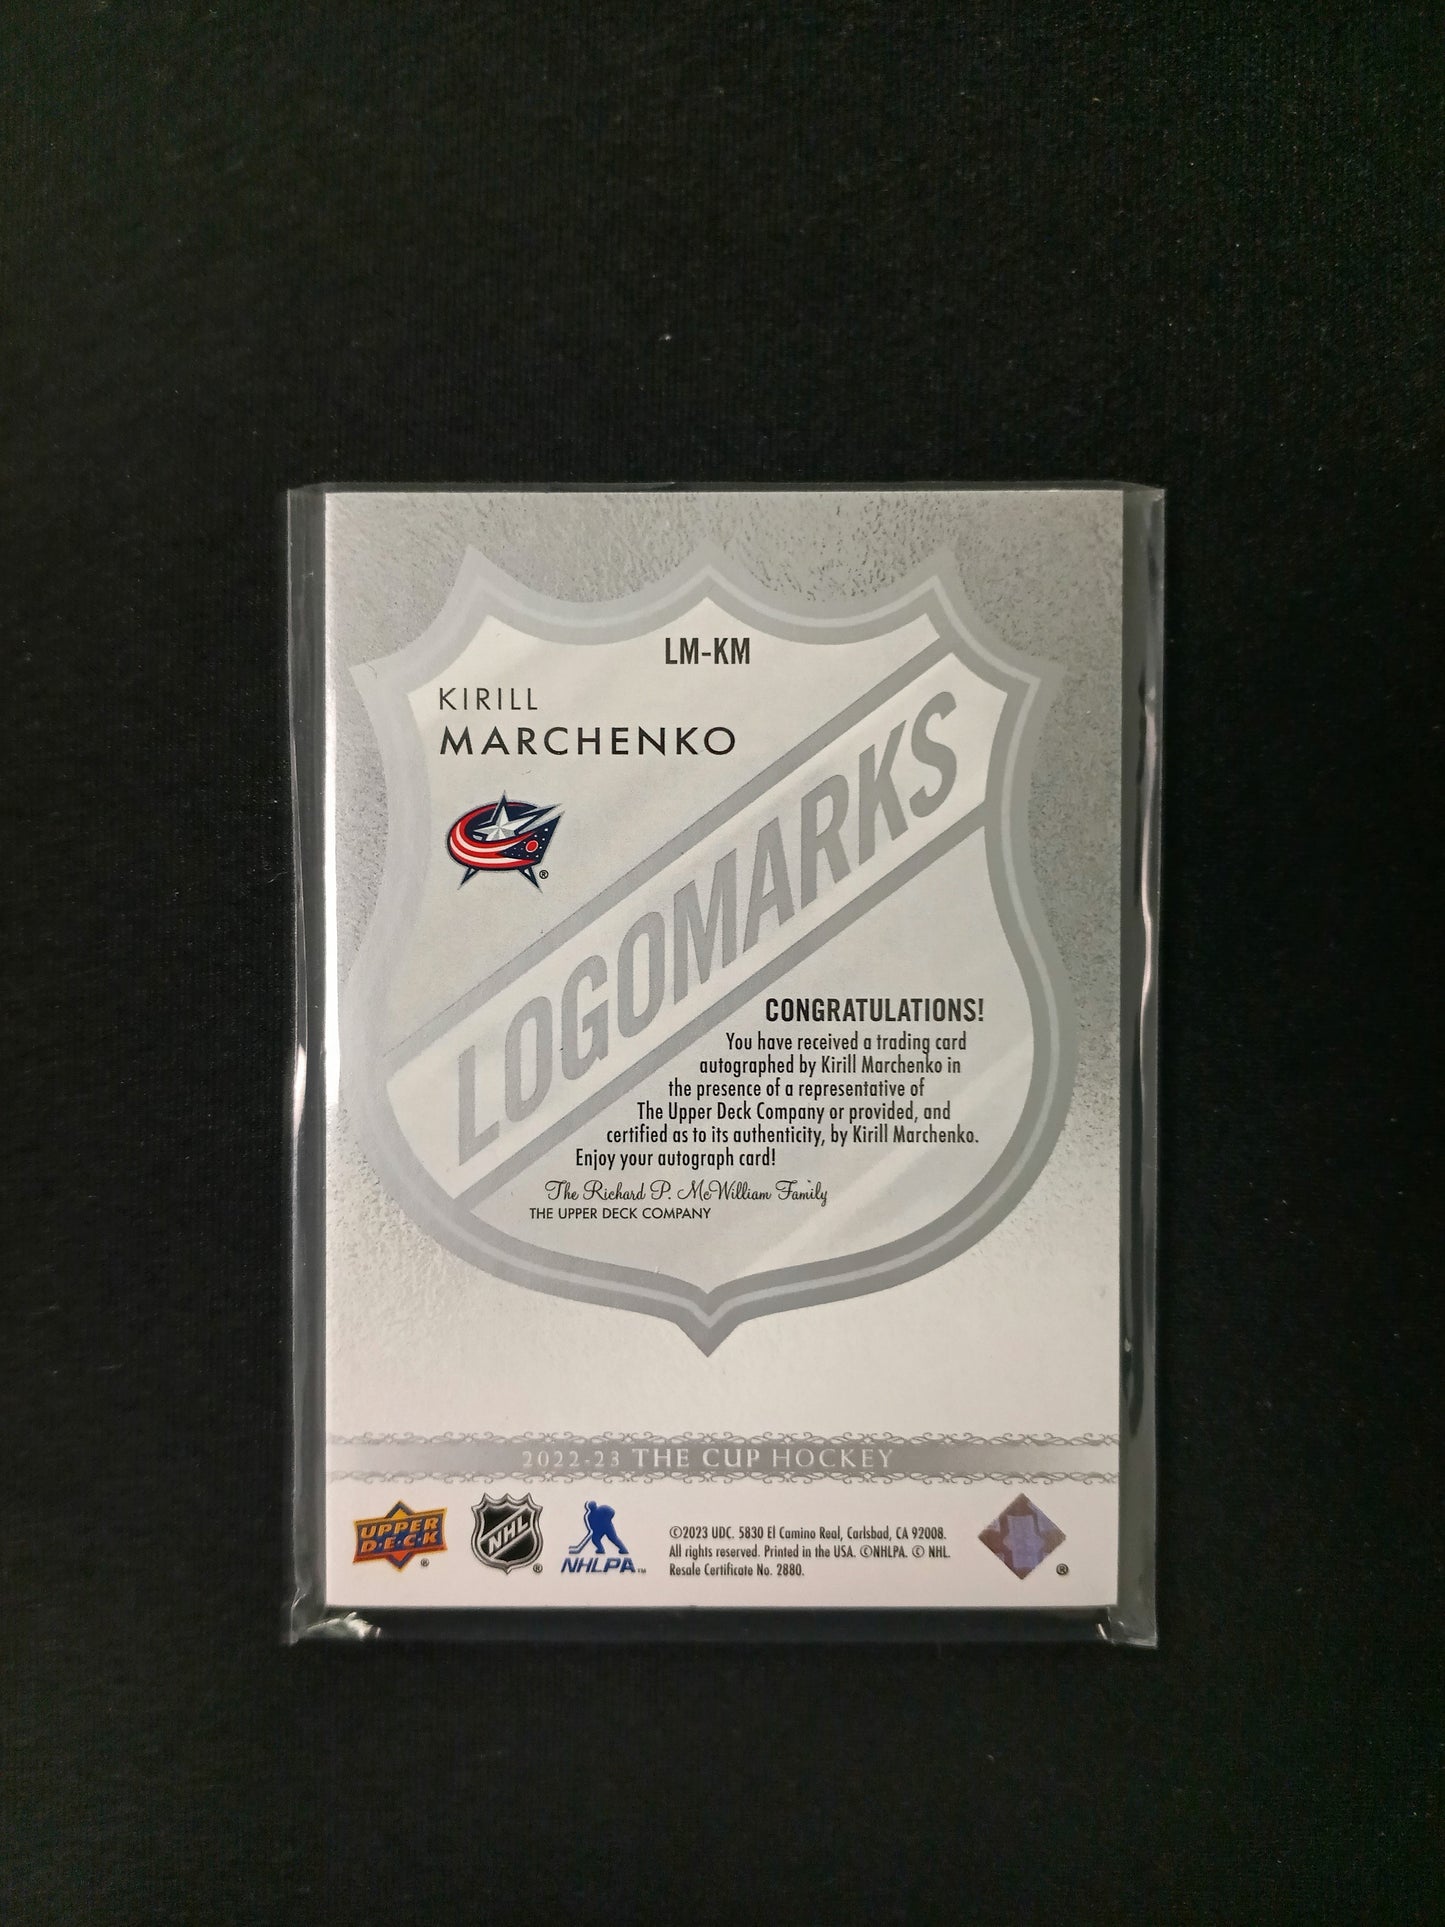 LM-KM
KIRILL
MARCHENKO
®
LOGOMARKS
CONGRATULATIONS!
You have received a trading card
autographed by Kirill Marchenko in
the presence of a representative of
The Upper Deck Company or provided, and
certified as to its authenticity, by Kirill Marchenko.
Enjoy your autograph card!
The Richard P. McWilliam Family
THE UPPER DECK COMPANY
2022-23 THE CUP HOCKEY
UPPER
D·E·C·K
®
NHL
®
NHLPA™
©2023 UDC. 5830 El Camino Real, Carlsbad, CA 92008.
All rights reserved. Printed in the USA. ©NHLPA. © NHL.
Resale Certificate No. 2880.
®